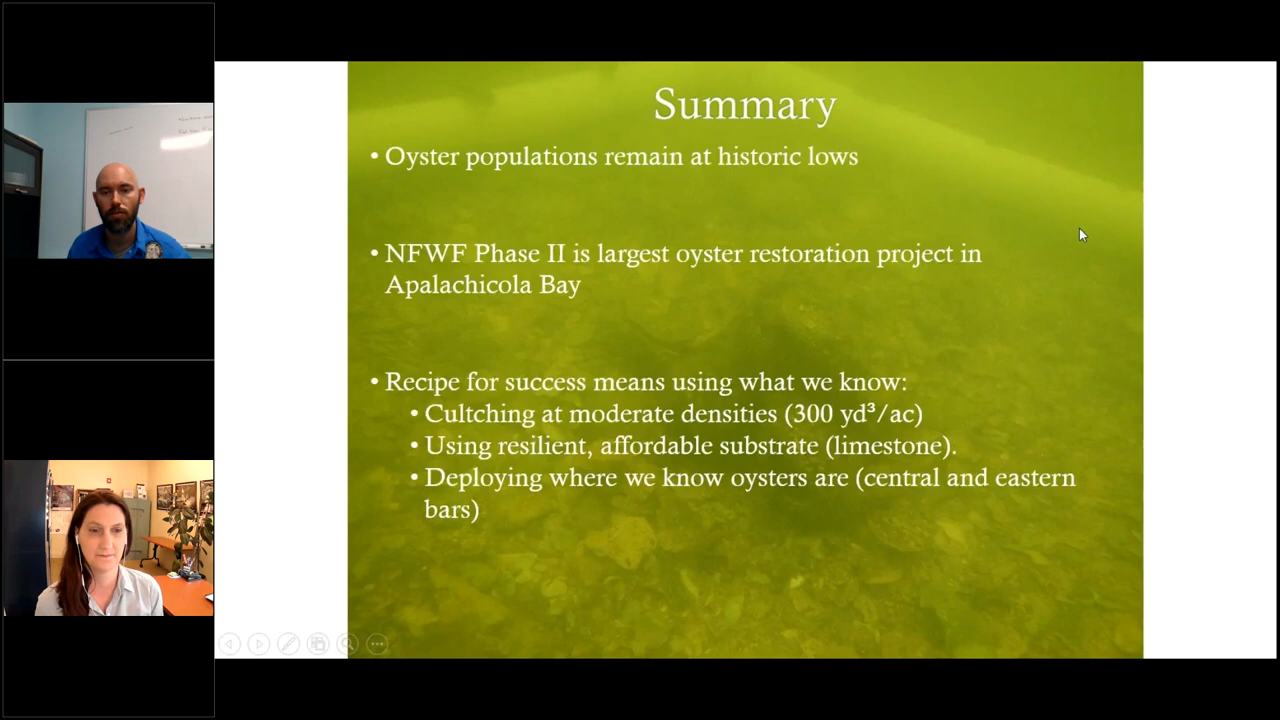 Summary
• Oyster populations remain at historic lows
• NFWF Phase II is largest oyster restoration project in
Apalachicola Bay
• Recipe for success means using what we know:
• Cultching at moderate densities (300 yd³/ac)
• Using resilient, affordable substrate (limestone).
• Deploying where we know oysters are (central and eastern
bars)